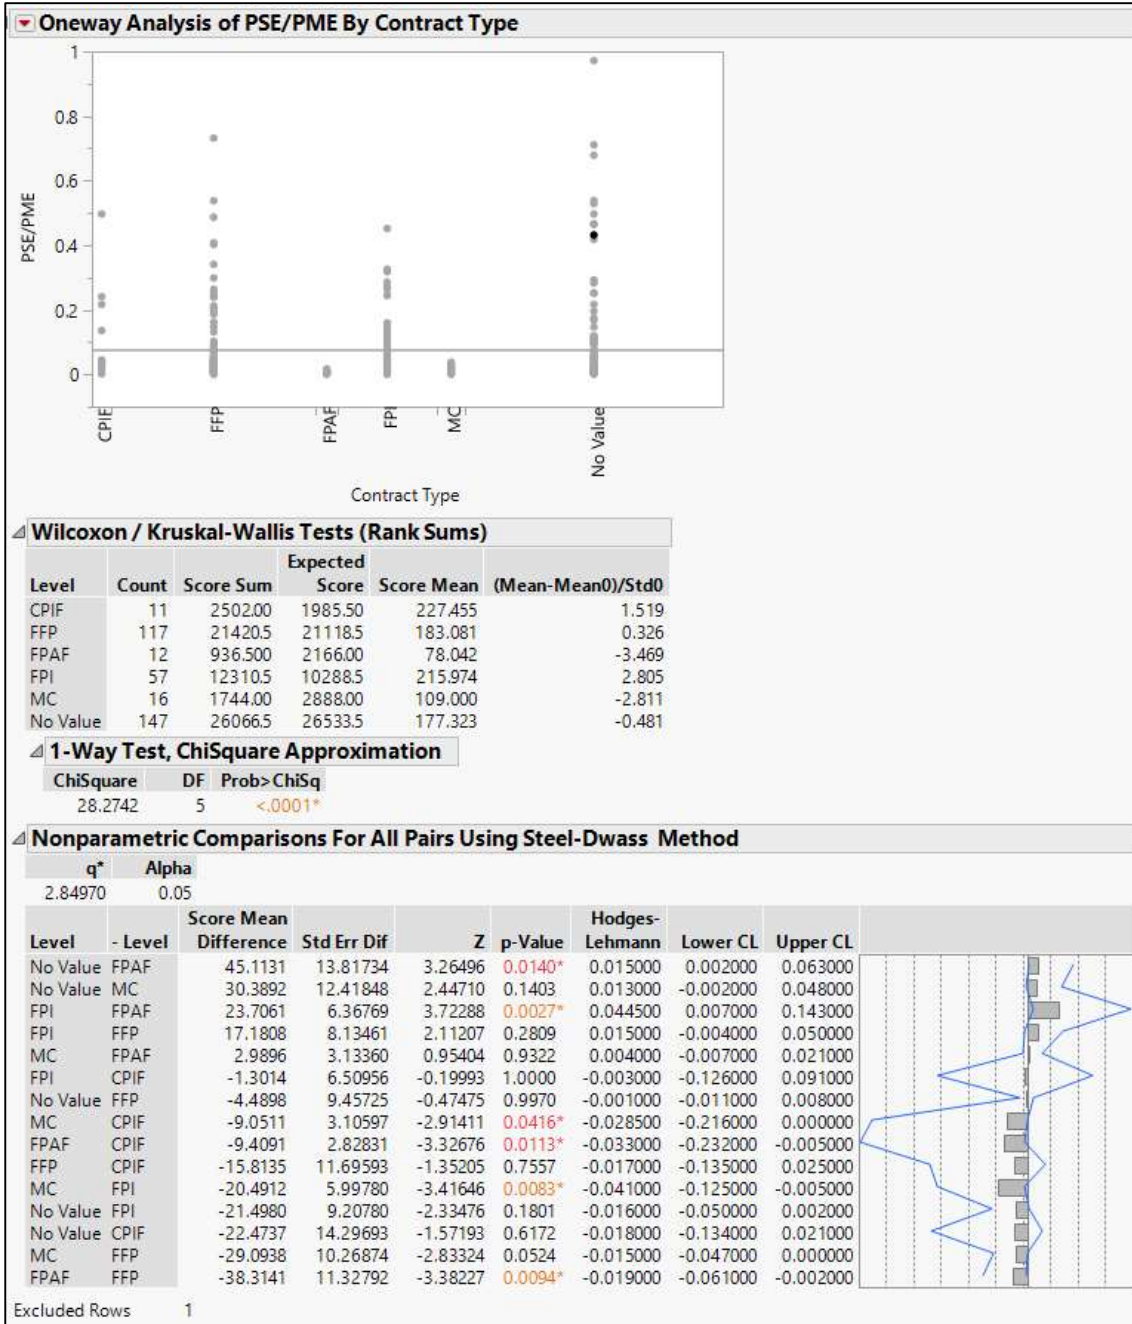 Oneway Analysis of PSE/PME By Contract Type
1
0.8
0.6
0.4
0.2
0
PSE/PME
CPIF
FFP
FPAF
FPI
MC
No Value
Contract Type
Wilcoxon / Kruskal-Wallis Tests (Rank Sums)
Expected
Level Count Score Sum Score Score Mean (Mean-Mean0)/Std0
CPIF 11 2502.00 1985.50 227.455 1.519
FFP 117 21420.5 21118.5 183.081 0.326
FPAF 12 936.500 2166.00 78.042 -3.469
FPI 57 12310.5 10288.5 215.974 2.805
MC 16 1744.00 2888.00 109.000 -2.811
No Value 147 26066.5 26533.5 177.323 -0.481
1-Way Test, ChiSquare Approximation
ChiSquare DF Prob>ChiSq
28.2742 5 <.0001*
Nonparametric Comparisons For All Pairs Using Steel-Dwass Method
q* Alpha
2.84970 0.05
Score Mean Hodges-
Level - Level Difference Std Err Dif Z p-Value Lehmann Lower CL Upper CL
No Value FPAF 45.1131 13.81734 3.26496 0.0140* 0.015000 0.002000 0.063000
No Value MC 30.3892 12.41848 2.44710 0.1403 0.013000 -0.002000 0.048000
FPI FPAF 23.7061 6.36769 3.72288 0.0027* 0.044500 0.007000 0.143000
FPI FFP 17.1808 8.13461 2.11207 0.2809 0.015000 -0.004000 0.050000
MC FPAF 2.9896 3.13360 0.95404 0.9322 0.004000 -0.007000 0.021000
FPI CPIF -1.3014 6.50956 -0.19993 1.0000 -0.003000 -0.126000 0.091000
No Value FFP -4.4898 9.45725 -0.47475 0.9970 -0.001000 -0.011000 0.008000
MC CPIF -9.0511 3.10597 -2.91411 0.0416* -0.028500 -0.216000 0.000000
FPAF CPIF -9.4091 2.82831 -3.32676 0.0113* -0.033000 -0.232000 -0.005000
FFP CPIF -15.8135 11.69593 -1.35205 0.7557 -0.017000 -0.135000 0.025000
MC FPI -20.4912 5.99780 -3.41646 0.0083* -0.041000 -0.125000 -0.005000
No Value FPI -21.4980 9.20780 -2.33476 0.1801 -0.016000 -0.050000 0.002000
No Value CPIF -22.4737 14.29693 -1.57193 0.6172 -0.018000 -0.134000 0.021000
MC FFP -29.0938 10.26874 -2.83324 0.0524 -0.015000 -0.047000 0.000000
FPAF FFP -38.3141 11.32792 -3.38227 0.0094* -0.019000 -0.061000 -0.002000
Excluded Rows 1